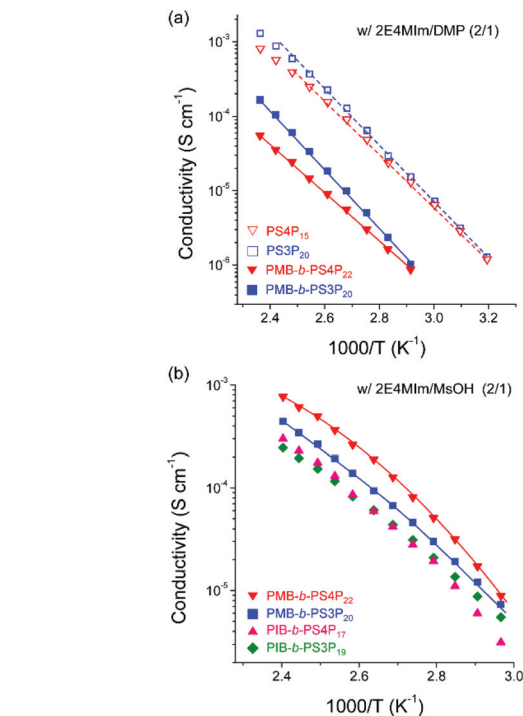 (a)
w/ 2E4MIm/DMP (2/1)
10⁻³
10⁻⁴
10⁻⁵
10⁻⁶
Conductivity (S cm⁻¹)
PS4P₁₅
PS3P₂₀
PMB-b-PS4P₂₂
PMB-b-PS3P₂₀
2.4 2.6 2.8 3.0 3.2
1000/T (K⁻¹)
(b)
w/ 2E4MIm/MsOH (2/1)
10⁻³
10⁻⁴
10⁻⁵
Conductivity (S cm⁻¹)
PMB-b-PS4P₂₂
PMB-b-PS3P₂₀
PIB-b-PS4P₁₇
PIB-b-PS3P₁₉
2.4 2.6 2.8 3.0
1000/T (K⁻¹)